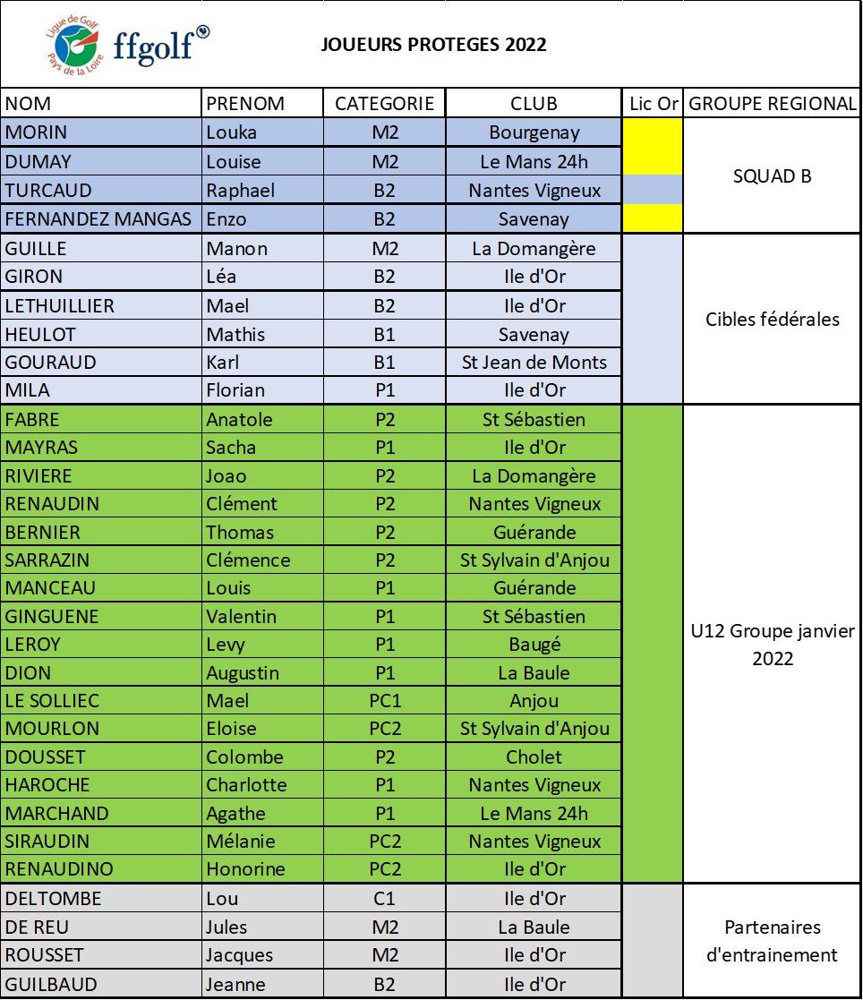 Ligue de Golf
Pays de la Loire
ffgolf
JOUEURS PROTEGES 2022
NOM PRENOM CATEGORIE CLUB Lic Or GROUPE REGIONAL
MORIN Louka M2 Bourgenay
DUMAY Louise M2 Le Mans 24h
SQUAD B
TURCAUD Raphael B2 Nantes Vigneux
FERNANDEZ MANGAS Enzo B2 Savenay
GUILLE Manon M2 La Domangère
GIRON Léa B2 Ile d'Or
LETHUILLIER Mael B2 Ile d'Or
Cibles fédérales
HEULOT Mathis B1 Savenay
GOURAUD Karl B1 St Jean de Monts
MILA Florian P1 Ile d'Or
FABRE Anatole P2 St Sébastien
MAYRAS Sacha P1 Ile d'Or
RIVIERE Joao P2 La Domangère
RENAUDIN Clément P2 Nantes Vigneux
BERNIER Thomas P2 Guérande
SARRAZIN Clémence P2 St Sylvain d'Anjou
MANCEAU Louis P1 Guérande
GINGUENE Valentin P1 St Sébastien
U12 Groupe janvier
2022
LEROY Levy P1 Baugé
DION Augustin P1 La Baule
LE SOLLIEC Mael PC1 Anjou
MOURLON Eloise PC2 St Sylvain d'Anjou
DOUSSET Colombe P2 Cholet
HAROCHE Charlotte P1 Nantes Vigneux
MARCHAND Agathe P1 Le Mans 24h
SIRAUDIN Mélanie PC2 Nantes Vigneux
RENAUDINO Honorine PC2 Ile d'Or
DELTOMBE Lou C1 Ile d'Or
DE REU Jules M2 La Baule
Partenaires
d'entrainement
ROUSSET Jacques M2 Ile d'Or
GUILBAUD Jeanne B2 Ile d'Or